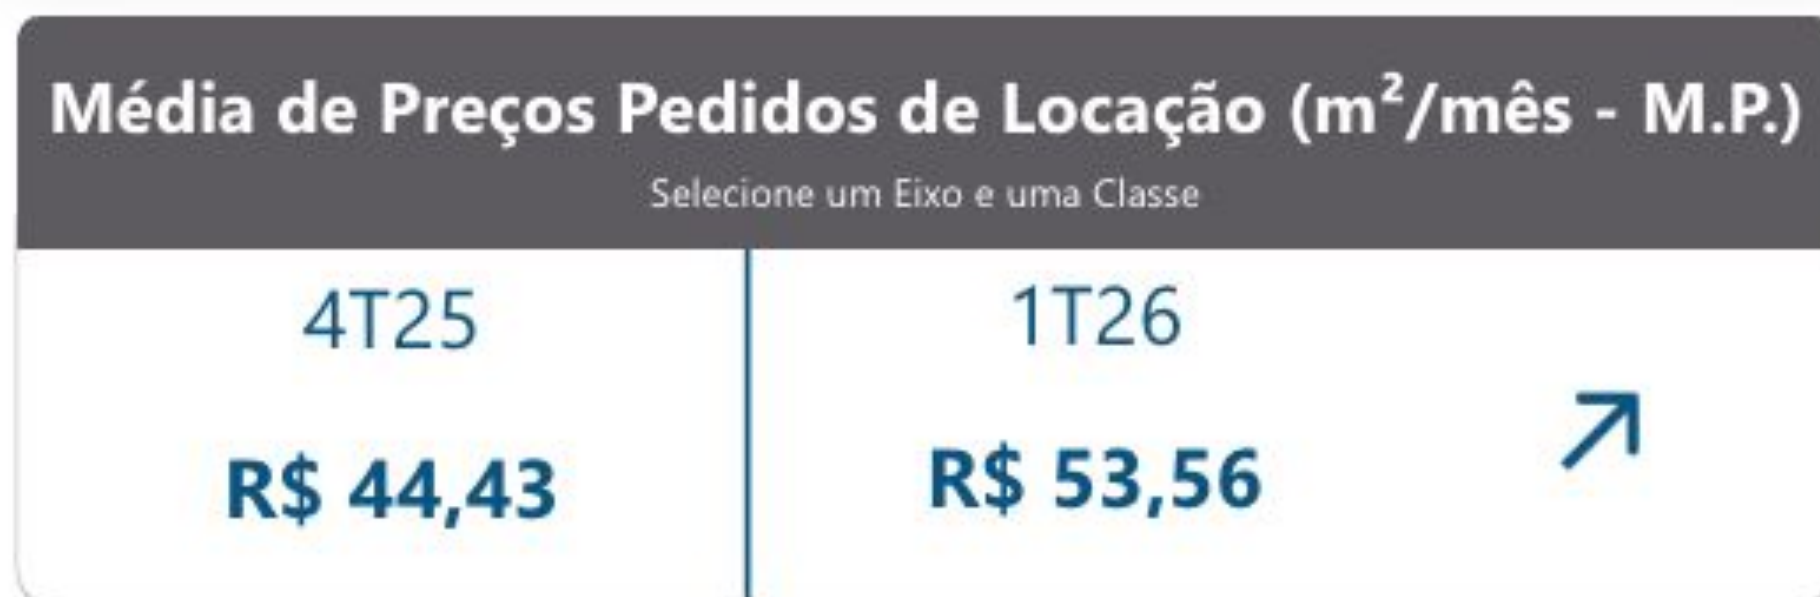 Média de Preços Pedidos de Locação (m²/mês - M.P.)
Selecione um Eixo e uma Classe
4T25
1T26
R$ 44,43
R$ 53,56